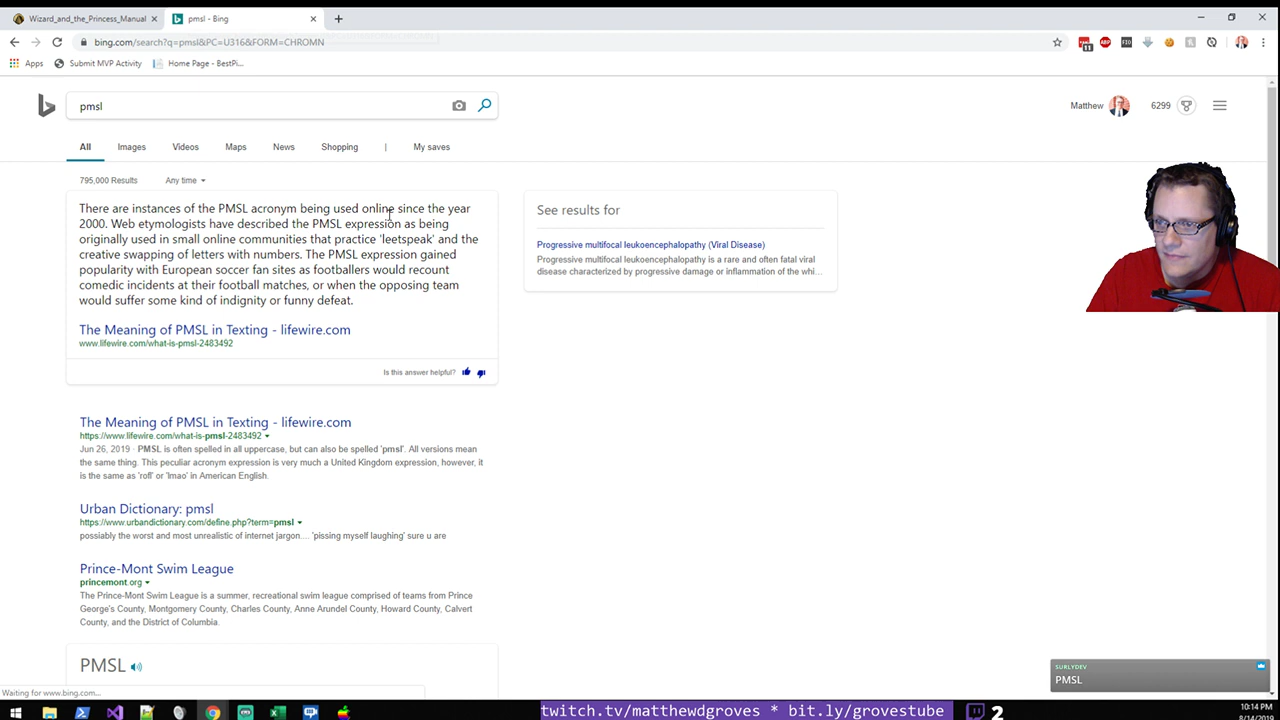 Wizard_and_the_Princess_Manual
pmsl - Bing
bing.com/search?q=pmsl&PC=U316&FORM=CHROMN
11
ABP
Apps
Submit MVP Activity
Home Page - BestPi...
pmsl
Matthew
6299
All
Images
Videos
Maps
News
Shopping
|
My saves
795,000 Results
Any time
There are instances of the PMSL acronym being used online since the year
2000. Web etymologists have described the PMSL expression as being
originally used in small online communities that practice 'leetspeak' and the
creative swapping of letters with numbers. The PMSL expression gained
popularity with European soccer fan sites as footballers would recount
comedic incidents at their football matches, or when the opposing team
would suffer some kind of indignity or funny defeat.
The Meaning of PMSL in Texting - lifewire.com
www.lifewire.com/what-is-pmsl-2483492
Is this answer helpful?
See results for
Progressive multifocal leukoencephalopathy (Viral Disease)
Progressive multifocal leukoencephalopathy is a rare and often fatal viral
disease characterized by progressive damage or inflammation of the whi...
The Meaning of PMSL in Texting - lifewire.com
https://www.lifewire.com/what-is-pmsl-2483492
Jun 26, 2019 · PMSL is often spelled in all uppercase, but can also be spelled 'pmsl'. All versions mean
the same thing. This peculiar acronym expression is very much a United Kingdom expression, however, it
is the same as 'rofl' or 'lmao' in American English.
Urban Dictionary: pmsl
https://www.urbandictionary.com/define.php?term=pmsl
possiably the worst and most unrealistic of internet jargon.... 'pissing myself laughing' sure u are
Prince-Mont Swim League
princemont.org
The Prince-Mont Swim League is a summer, recreational swim league comprised of teams from Prince
George's County, Montgomery County, Charles County, Anne Arundel County, Howard County, Calvert
County, and the District of Columbia.
PMSL
Waiting for www.bing.com...
SURLYDEV
PMSL
twitch.tv/matthewdgroves * bit.ly/grovestube
2
10:14 PM